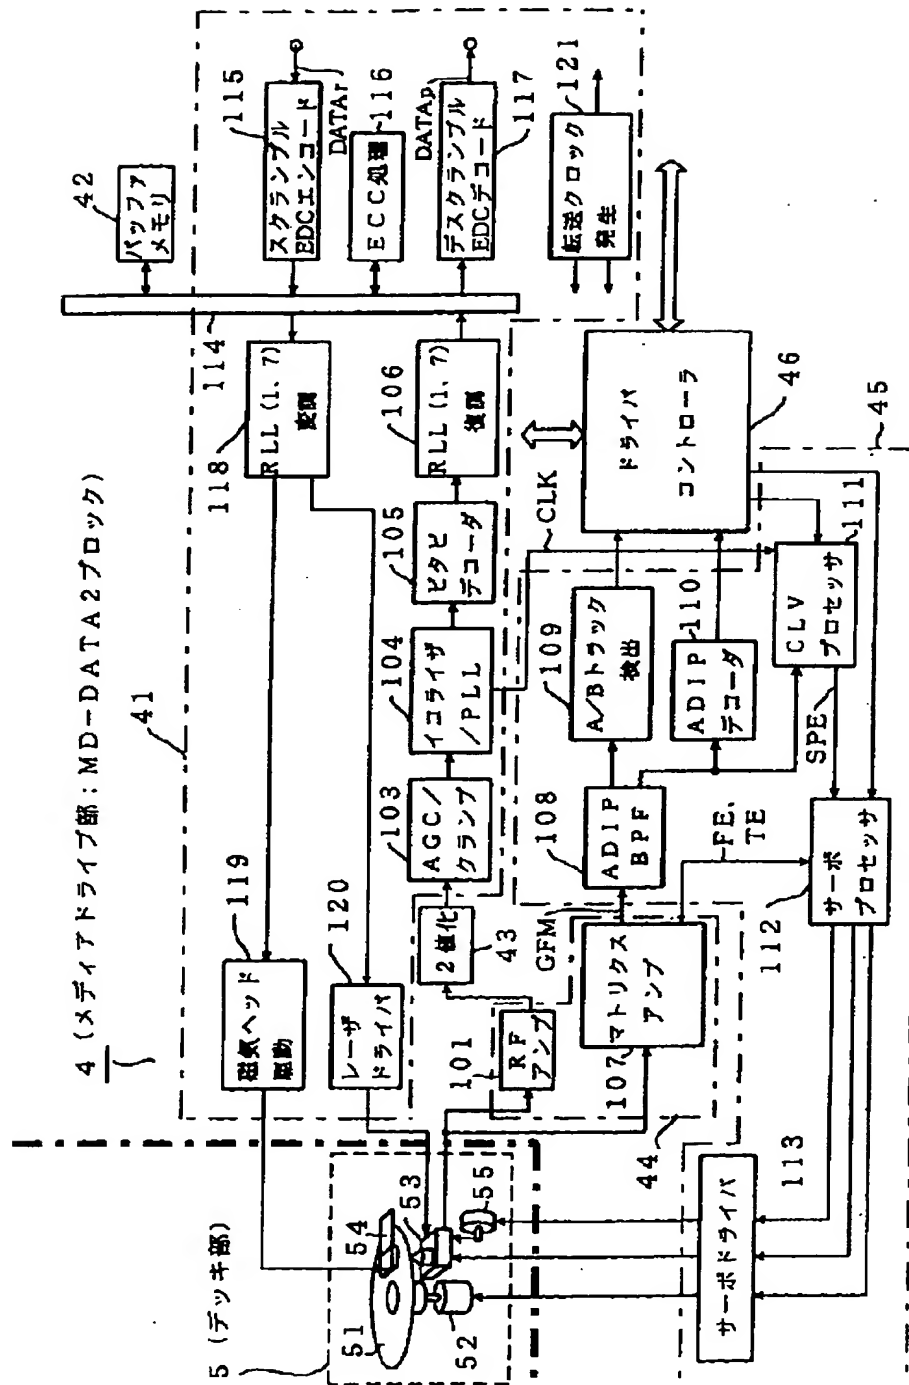 4 (メディアドライブ部:MD-DATA2ブロック)
41
5 (デッキ部)
51
52
53
54
55
119
磁気ヘッド
駆動
120
レーザ
ドライバ
118
RLL(1、7)
変調
114
42
バッファ
メモリ
115
スクランブル
EDCエンコード
DATAr
116
ECC処理
DATAp
デスクランブル
EDCデコード
117
転送クロック
発生
121
101
RF
アンプ
2値化
43
103
AGC/
クランプ
104
イコライザ
/PLL
105
ビタビ
デコーダ
106
RLL(1、7)
復調
107
マトリクス
アンプ
44
GFM
108
ADIP
BPF
109
A/Bトラック
検出
110
ADIP
デコーダ
CLK
ドライバ
コントローラ
46
45
CLV
プロセッサ
111
SPE
FE、
TE
112
サーボ
プロセッサ
113
サーボドライバ